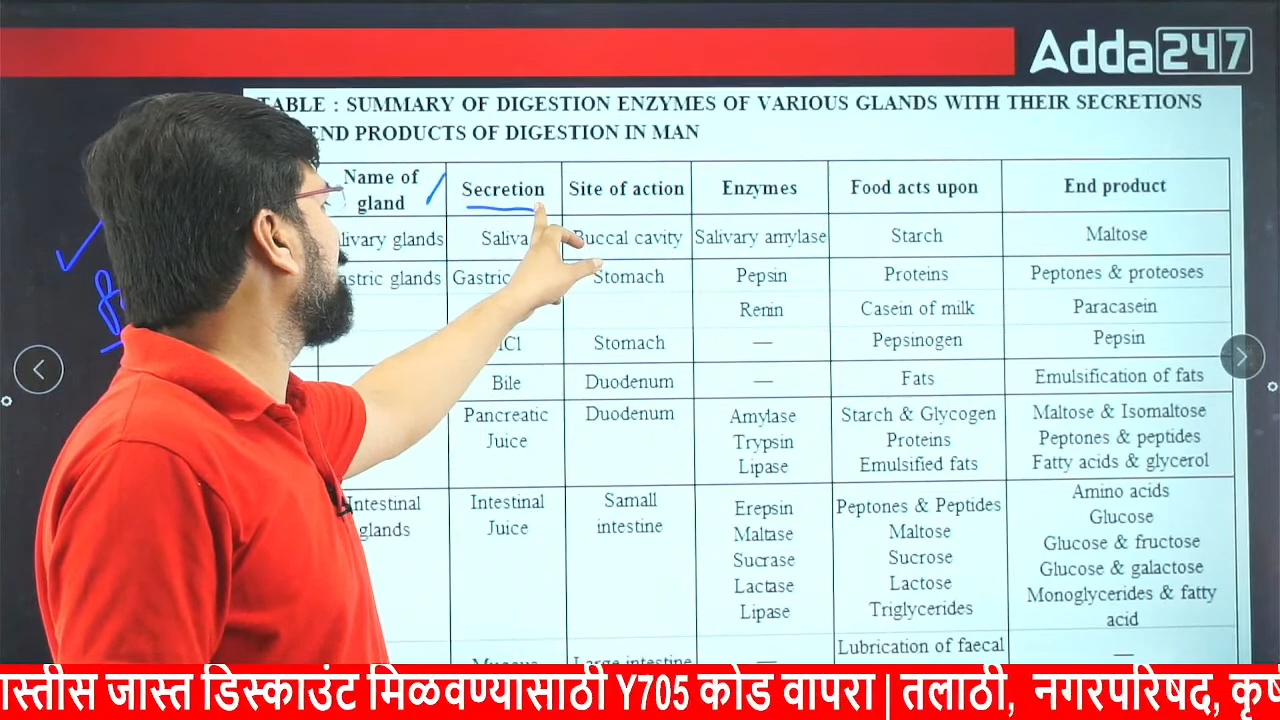 Adda247
TABLE : SUMMARY OF DIGESTION ENZYMES OF VARIOUS GLANDS WITH THEIR SECRETIONS
END PRODUCTS OF DIGESTION IN MAN
Name of gland Secretion Site of action Enzymes Food acts upon End product
livary glands Saliva Buccal cavity Salivary amylase Starch Maltose
stric glands Gastric Stomach Pepsin Proteins Peptones & proteoses
Renin Casein of milk Paracasein
Cl Stomach — Pepsinogen Pepsin
Bile Duodenum — Fats Emulsification of fats
Pancreatic Duodenum Amylase Starch & Glycogen Maltose & Isomaltose
Juice Trypsin Proteins Peptones & peptides
Lipase Emulsified fats Fatty acids & glycerol
Intestinal Intestinal Samall Erepsin Peptones & Peptides Amino acids
glands Juice intestine Maltase Maltose Glucose
Sucrase Sucrose Glucose & fructose
Lactase Lactose Glucose & galactose
Lipase Triglycerides Monoglycerides & fatty
acid
Mucous Large intestine — Lubrication of faecal —
ास्तीस जास्त डिस्काउंट मिळवण्यासाठी Y705 कोड वापरा | तलाठी, नगरपरिषद, कृष